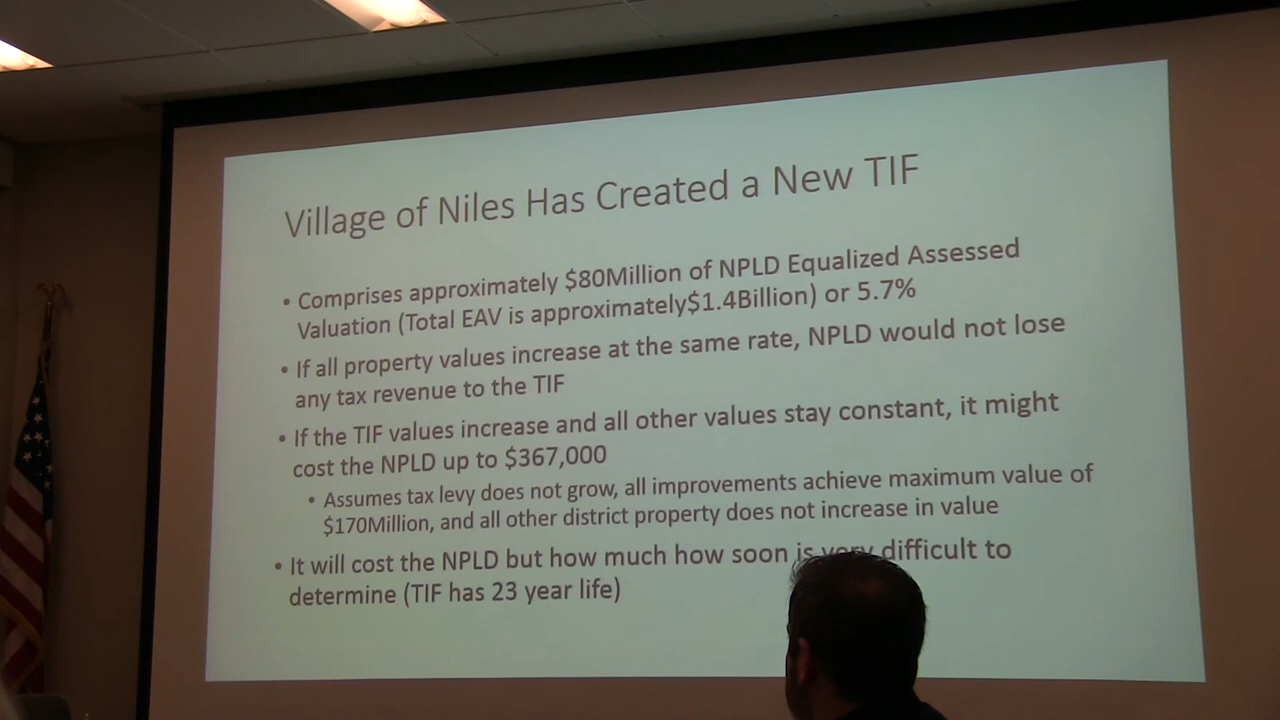 Village of Niles Has Created a New TIF
• Comprises approximately $80Million of NPLD Equalized Assessed
Valuation (Total EAV is approximately$1.4Billion) or 5.7%
• If all property values increase at the same rate, NPLD would not lose
any tax revenue to the TIF
• If the TIF values increase and all other values stay constant, it might
cost the NPLD up to $367,000
• Assumes tax levy does not grow, all improvements achieve maximum value of
$170Million, and all other district property does not increase in value
• It will cost the NPLD but how much how soon is very difficult to
determine (TIF has 23 year life)